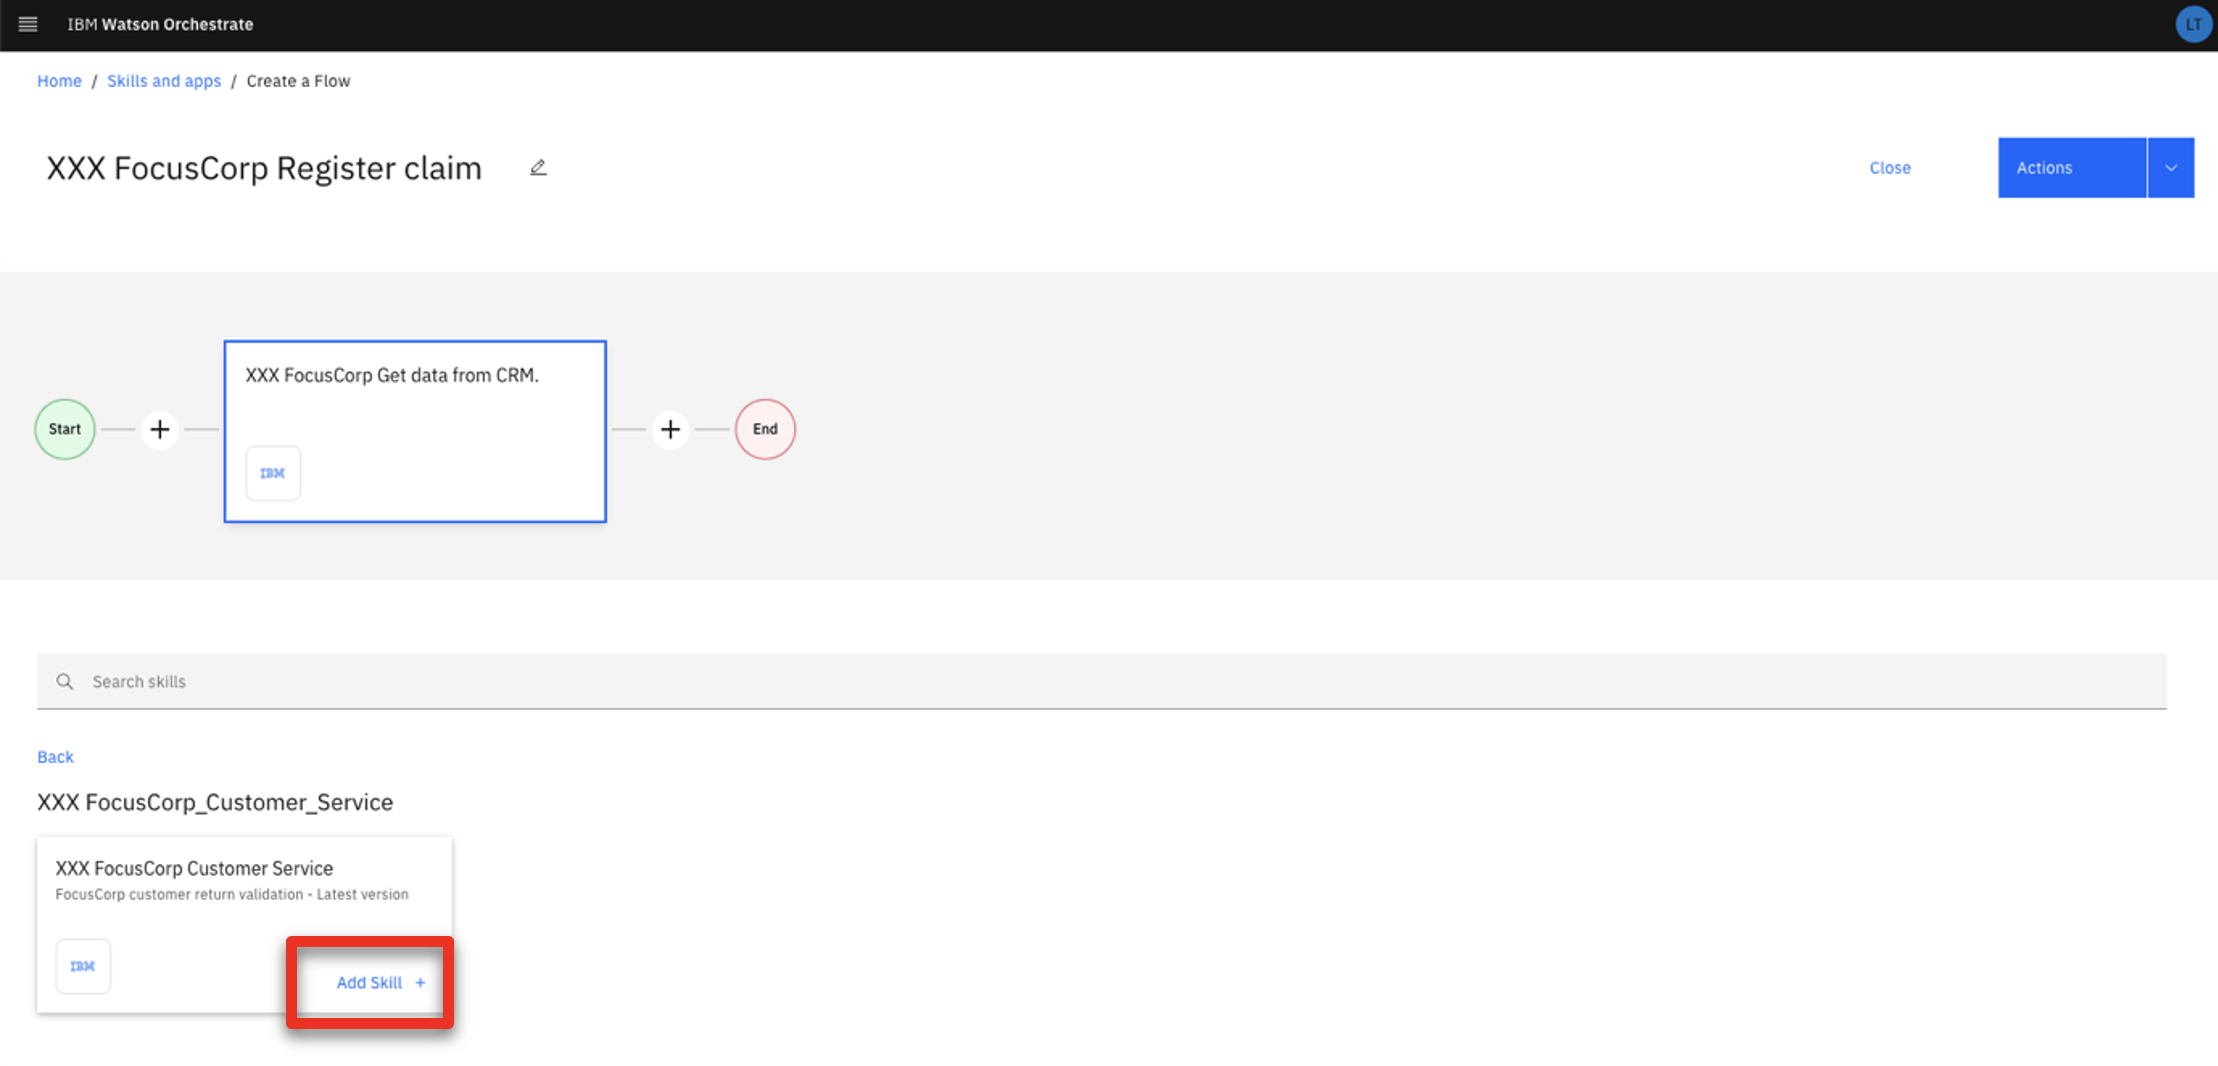 IBM Watson Orchestrate
LT
Home / Skills and apps / Create a Flow
XXX FocusCorp Register claim
Close
Actions
XXX FocusCorp Get data from CRM.
Start
+
+
End
IBM
Search skills
Back
XXX FocusCorp_Customer_Service
XXX FocusCorp Customer Service
FocusCorp customer return validation - Latest version
IBM
Add Skill +